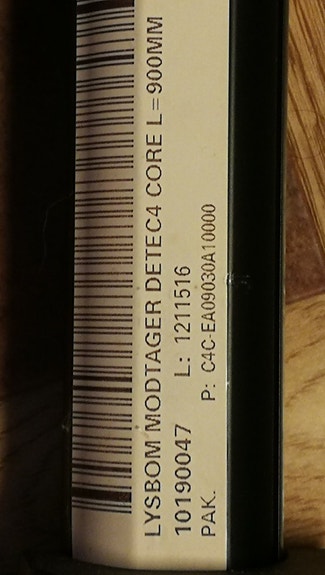 LYSBOM MODTAGER DETEC4 CORE L=900MM
10190047 L: 1211516
PAK. P: C4C-EA09030A10000